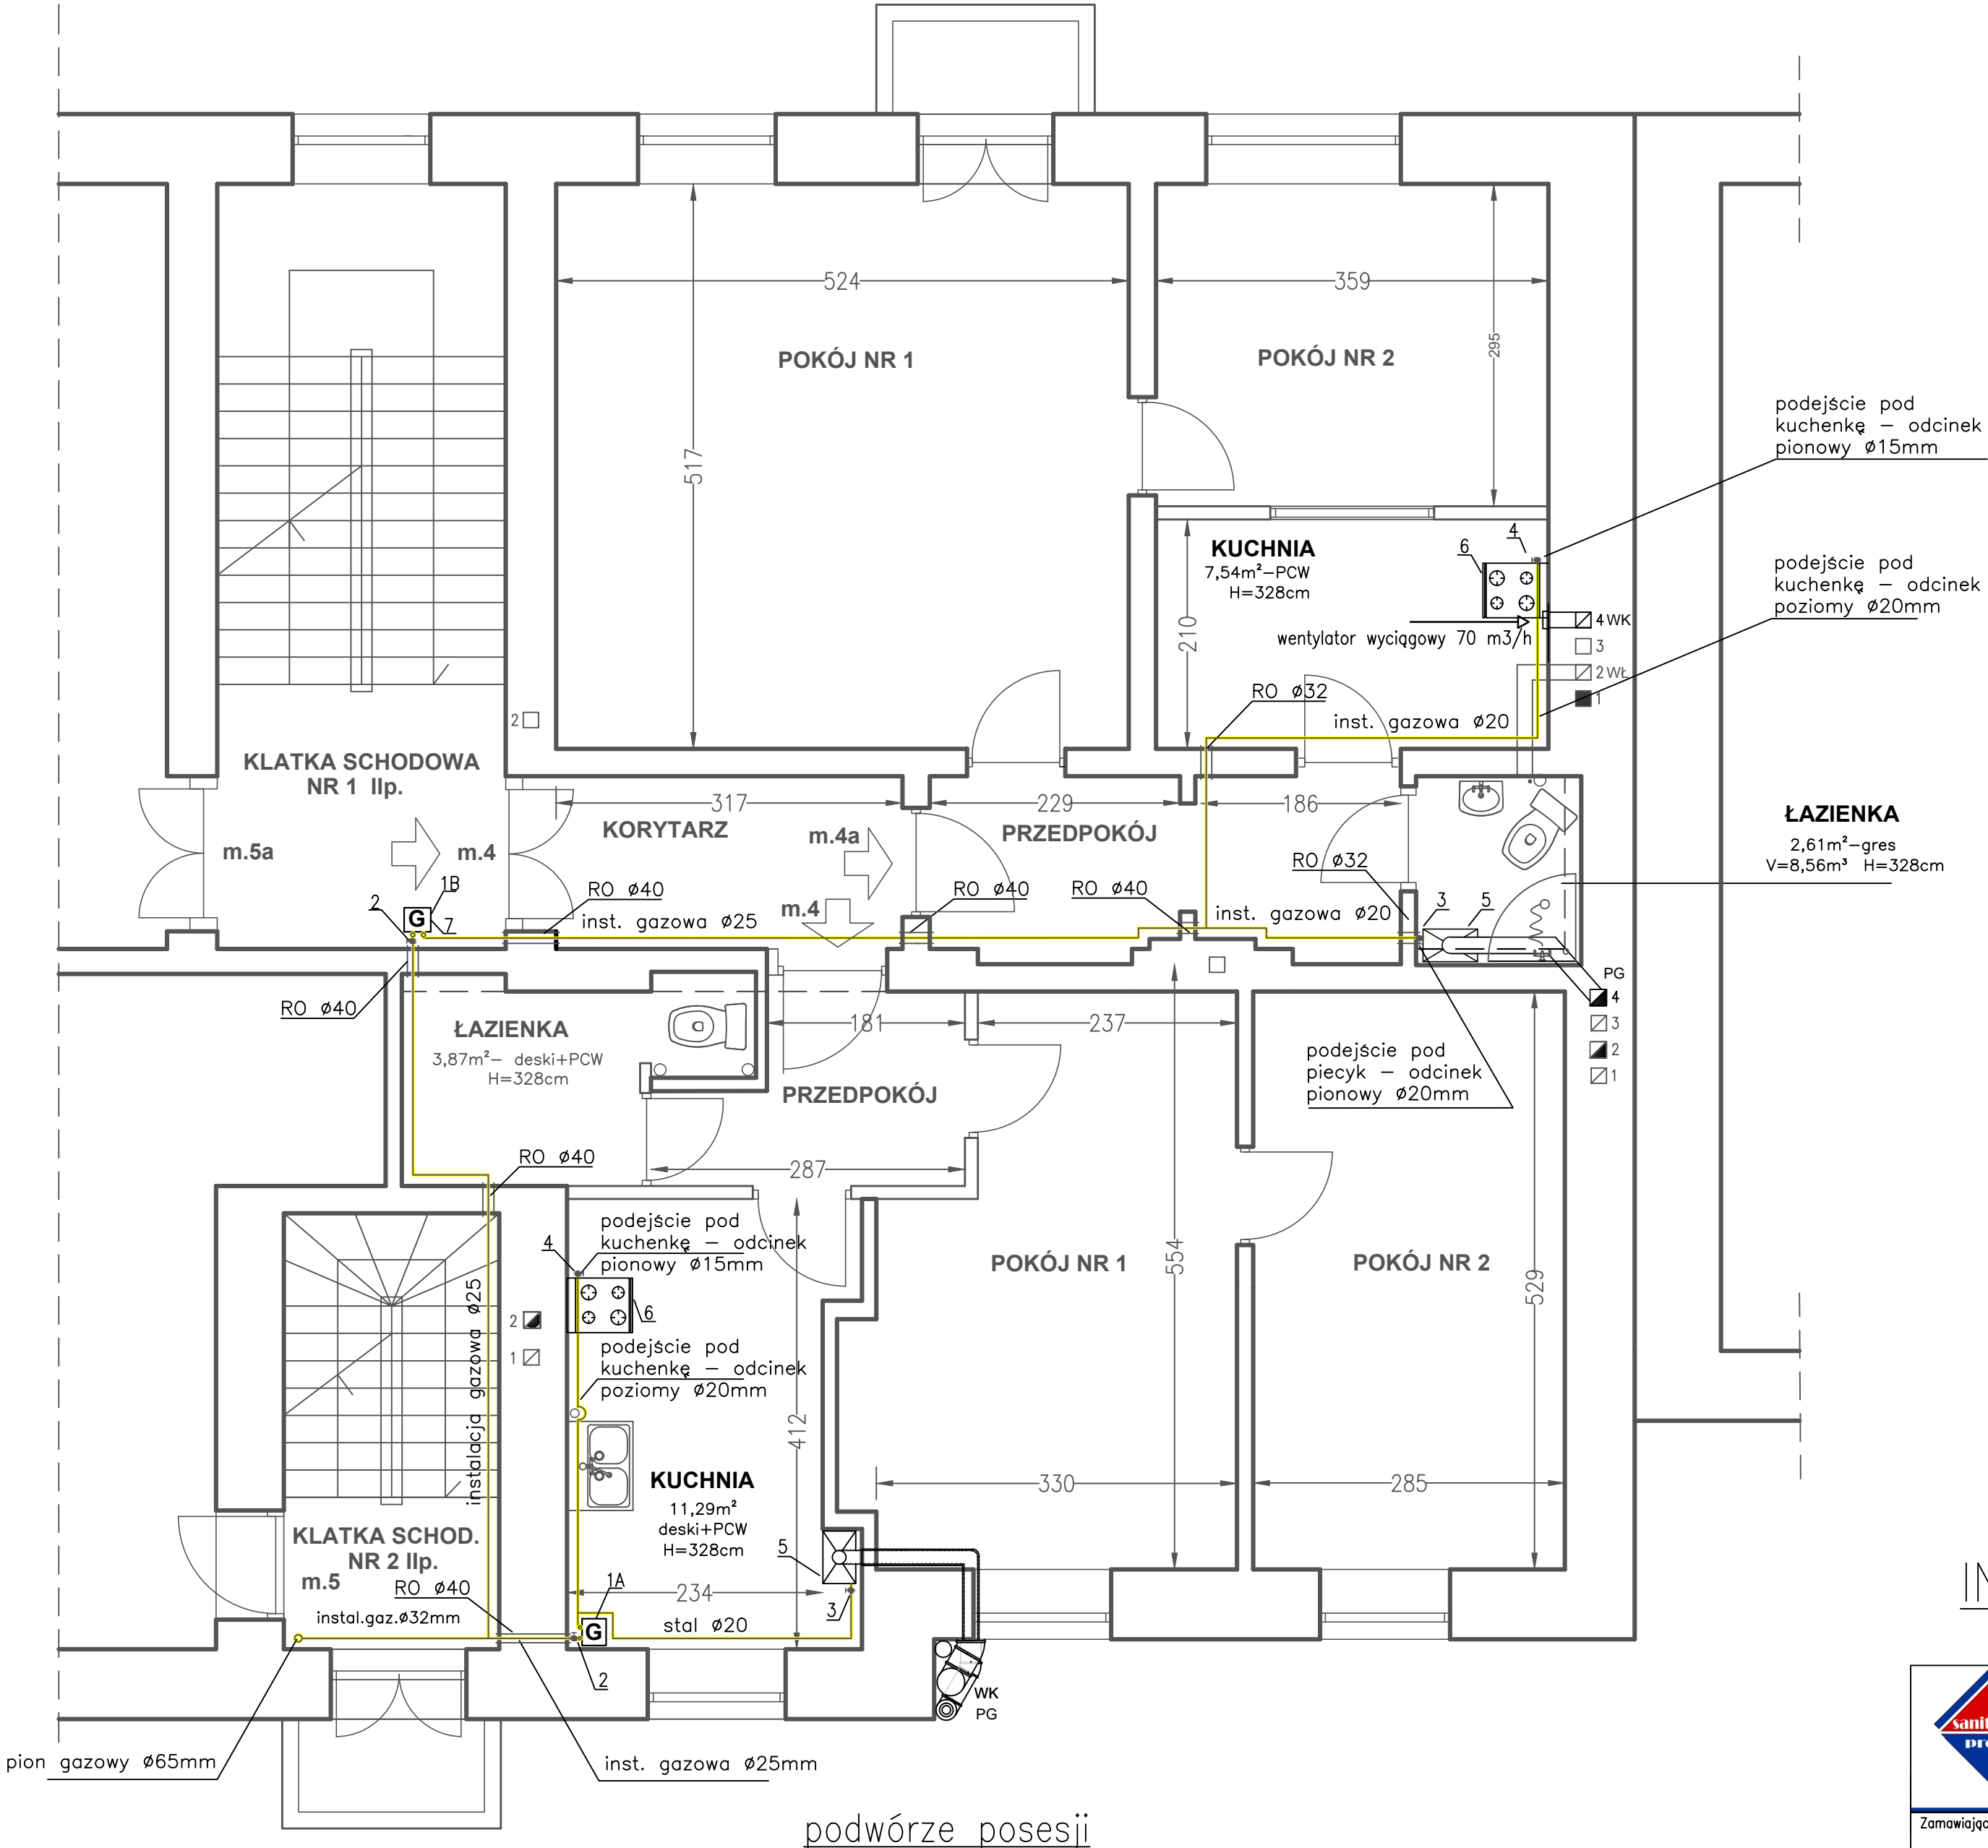 524
359
295
POKÓJ NR 1
POKÓJ NR 2
517
podejście pod
kuchenkę – odcinek
pionowy ø15mm
4
6
KUCHNIA
7,54m²–PCW
H=328cm
podejście pod
kuchenkę – odcinek
poziomy ø20mm
210
wentylator wyciągowy 70 m3/h
4 WK
3
2 WŁ
1
RO ø32
inst. gazowa ø20
2
KLATKA SCHODOWA
NR 1 IIp.
317
229
186
KORYTARZ
m.4a
PRZEDPOKÓJ
ŁAZIENKA
2,61m²–gres
V=8,56m³ H=328cm
m.5a
m.4
RO ø32
1B
2
G
7
RO ø40
inst. gazowa ø25
m.4
RO ø40
RO ø40
inst. gazowa ø20
3
5
PG
4
3
2
1
RO ø40
ŁAZIENKA
3,87m²– deski+PCW
H=328cm
181
237
podejście pod
piecyk – odcinek
pionowy ø20mm
PRZEDPOKÓJ
RO ø40
287
podejście pod
kuchenkę – odcinek
pionowy ø15mm
4
554
POKÓJ NR 1
POKÓJ NR 2
529
instalacja gazowa ø25
2
1
6
podejście pod
kuchenkę – odcinek
poziomy ø20mm
412
KUCHNIA
11,29m²
deski+PCW
H=328cm
330
285
KLATKA SCHOD.
NR 2 IIp.
m.5
5
RO ø40
1A
234
3
instal.gaz.ø32mm
G
stal ø20
2
WK
PG
pion gazowy ø65mm
inst. gazowa ø25mm
podwórze posesji
IN
sanit
pro
Zamawiając